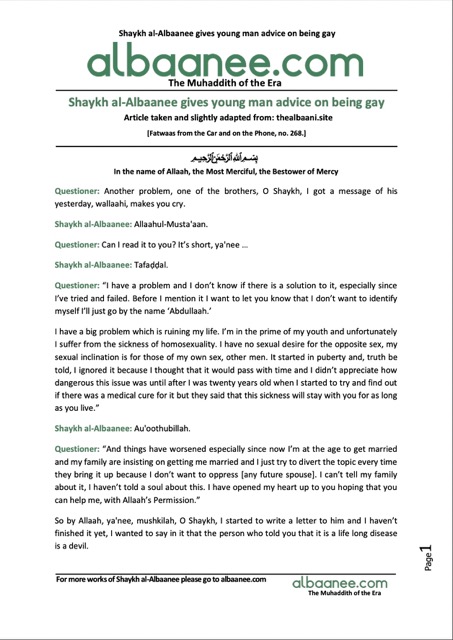 Shaykh al-Albaanee gives young man advice on being gay
albaanee.com
The Muhaddith of the Era
Shaykh al-Albaanee gives young man advice on being gay
Article taken and slightly adapted from: thealbaani.site
[Fatwaas from the Car and on the Phone, no. 268.]
بِسْمِ اللَّهِ الرَّحْمَنِ الرَّحِيمِ
In the name of Allaah, the Most Merciful, the Bestower of Mercy
Questioner: Another problem, one of the brothers, O Shaykh, I got a message of his
yesterday, wallaahi, makes you cry.
Shaykh al-Albaanee: Allaahul-Musta'aan.
Questioner: Can I read it to you? It's short, ya'nee ...
Shaykh al-Albaanee: Tafaḍḍal.
Questioner: "I have a problem and I don't know if there is a solution to it, especially since
I've tried and failed. Before I mention it I want to let you know that I don't want to identify
myself I'll just go by the name 'Abdullaah.'
I have a big problem which is ruining my life. I'm in the prime of my youth and unfortunately
I suffer from the sickness of homosexuality. I have no sexual desire for the opposite sex, my
sexual inclination is for those of my own sex, other men. It started in puberty and, truth be
told, I ignored it because I thought that it would pass with time and I didn't appreciate how
dangerous this issue was until after I was twenty years old when I started to try and find out
if there was a medical cure for it but they said that this sickness will stay with you for as long
as you live."
Shaykh al-Albaanee: Au'oothubillah.
Questioner: "And things have worsened especially since now I'm at the age to get married
and my family are insisting on getting me married and I just try to divert the topic every time
they bring it up because I don't want to oppress [any future spouse]. I can't tell my family
about it, I haven't told a soul about this. I have opened my heart up to you hoping that you
can help me, with Allaah's Permission."
So by Allaah, ya'nee, mushkilah, O Shaykh, I started to write a letter to him and I haven't
finished it yet, I wanted to say in it that the person who told you that it is a life long disease
is a devil.
Page1
For more works of Shaykh al-Albaanee please go to albaanee.com
albaanee.com
The Muhaddith of the Era